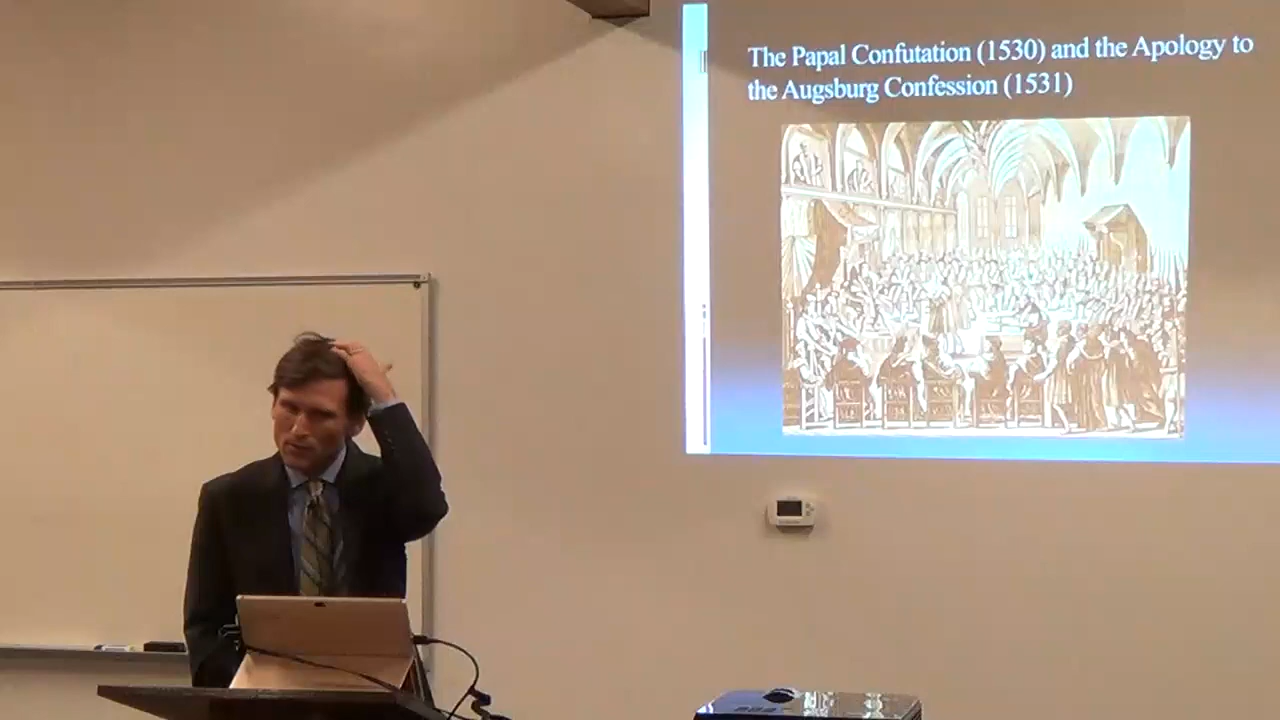 The Papal Confutation (1530) and the Apology to
the Augsburg Confession (1531)